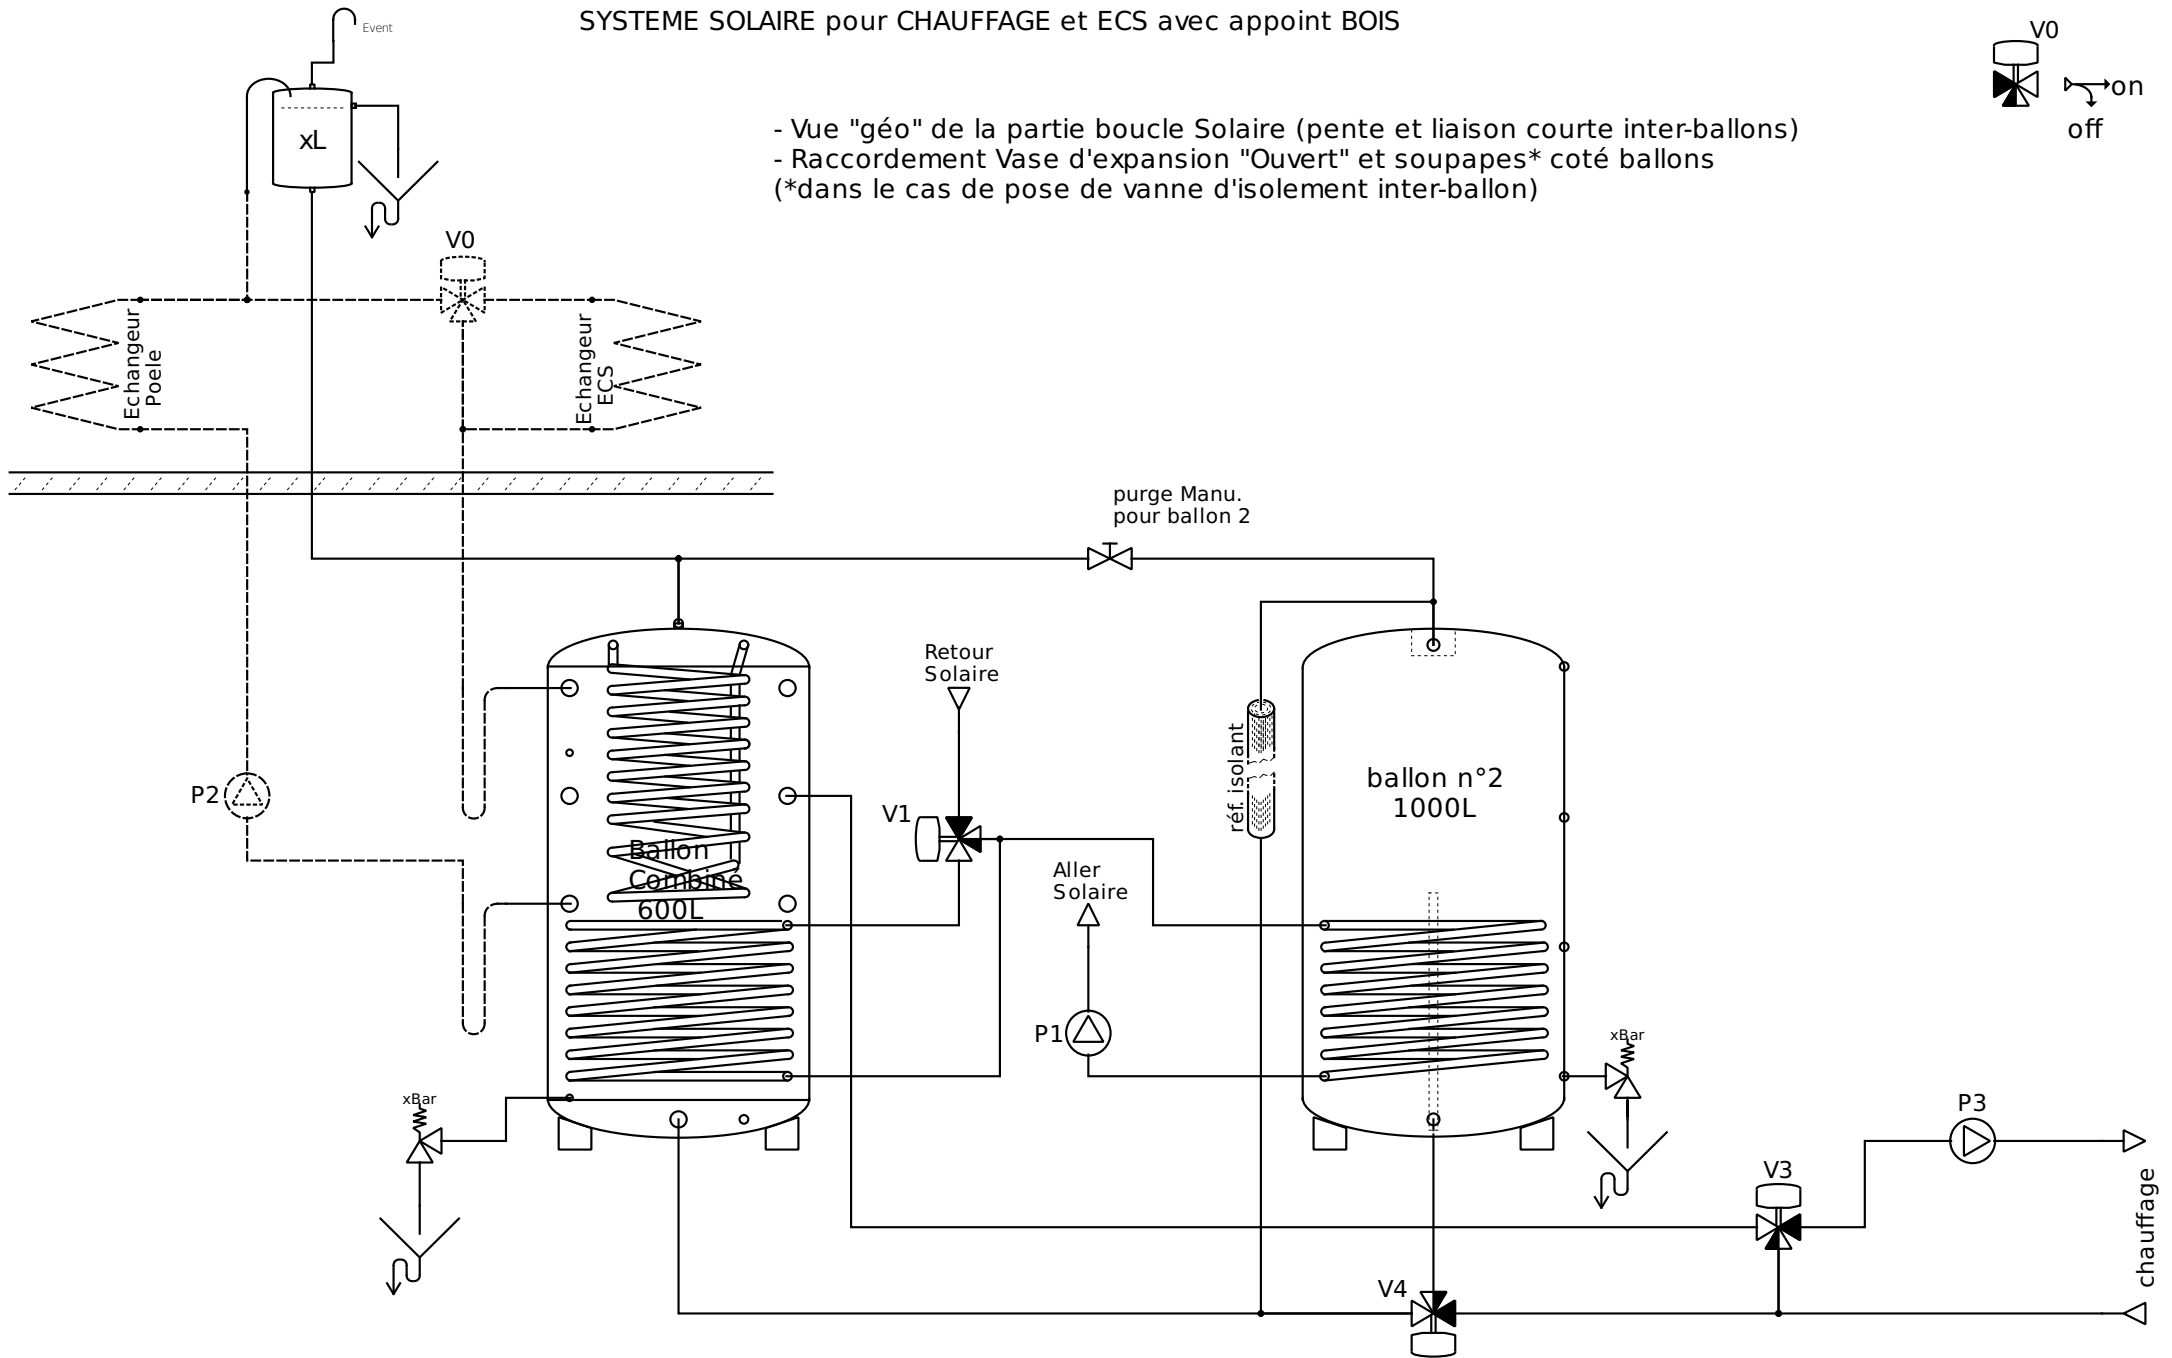 SYSTEME SOLAIRE pour CHAUFFAGE et ECS avec appoint BOIS
Event
V0
on
off
xL
- Vue "géo" de la partie boucle Solaire (pente et liaison courte inter-ballons)
- Raccordement Vase d'expansion "Ouvert" et soupapes* coté ballons
(*dans le cas de pose de vanne d'isolement inter-ballon)
V0
Echangeur
Poele
Echangeur
ECS
purge Manu.
pour ballon 2
Retour
Solaire
réf. isolant
ballon n°2
1000L
P2
V1
Ballon
Combiné
600L
Aller
Solaire
P1
xBar
xBar
P3
V3
chauffage
V4